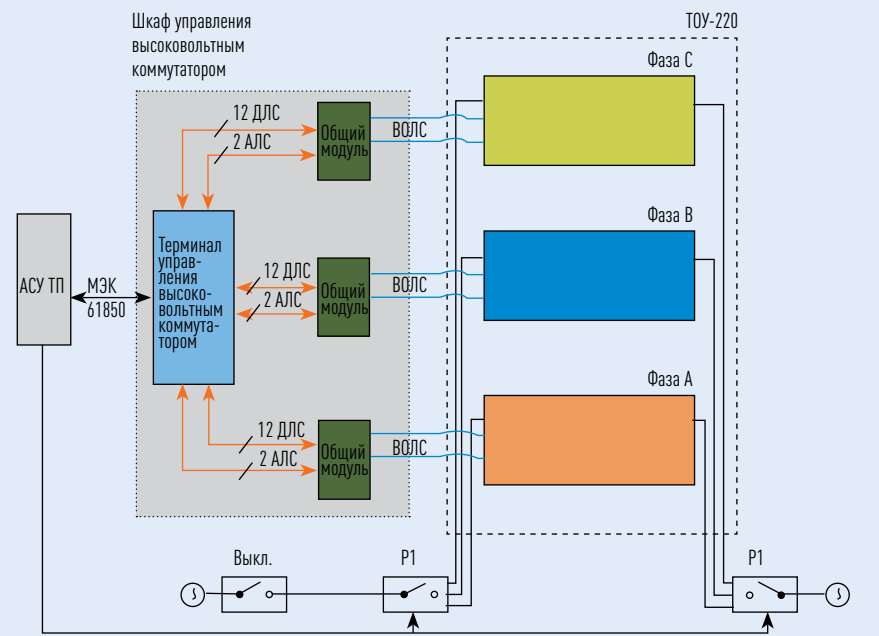 Шкаф управления
высоковольтным
коммутатором
ТОУ-220
Фаза С
12 ДЛС
2 АЛС
Общий
модуль
ВОЛС
Фаза В
АСУ ТП
МЭК
61850
Терминал
управ-
ления
высоко-
вольтным
коммута-
тором
12 ДЛС
2 АЛС
Общий
модуль
ВОЛС
Фаза А
12 ДЛС
2 АЛС
Общий
модуль
ВОЛС
Выкл.
Р1
Р1